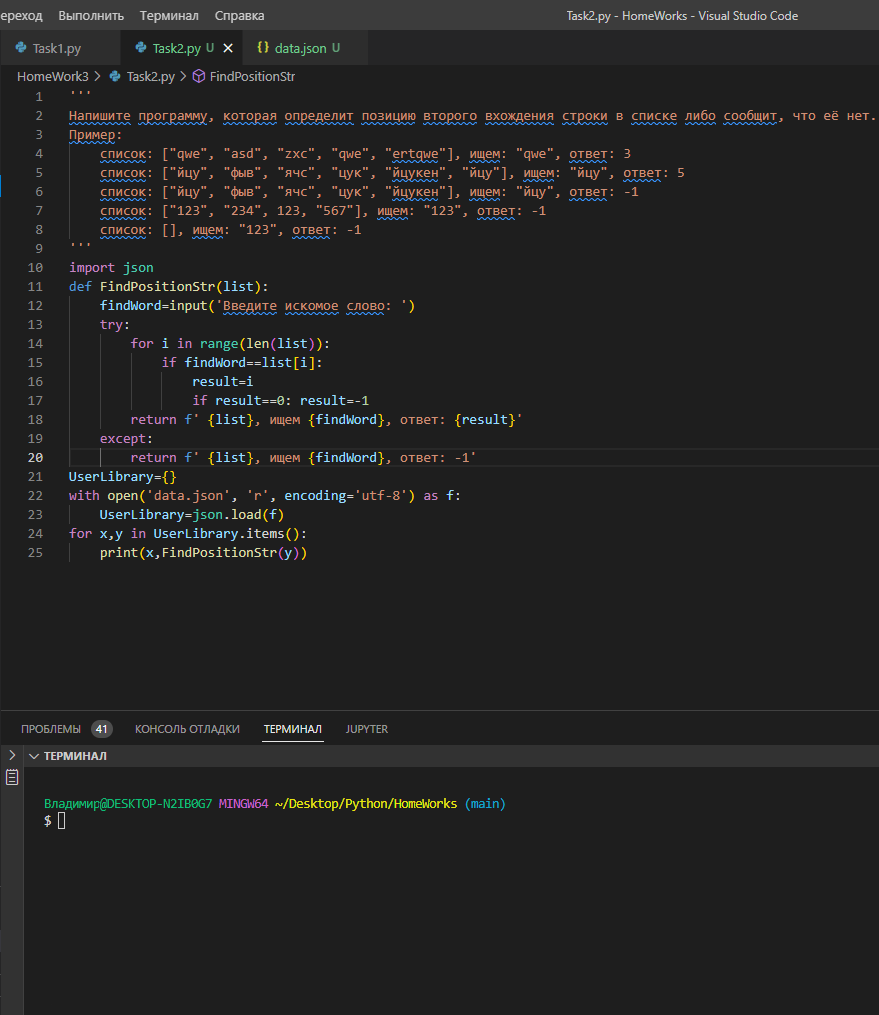 ереход Выполнить Терминал Справка Task2.py - HomeWorks - Visual Studio Code
Task1.py Task2.py U {} data.json U
HomeWork3 > Task2.py > FindPositionStr
1 '''
2 Напишите программу, которая определит позицию второго вхождения строки в списке либо сообщит, что её нет.
3 Пример:
4 список: ["qwe", "asd", "zxc", "qwe", "ertqwe"], ищем: "qwe", ответ: 3
5 список: ["йцу", "фыв", "ячс", "цук", "йцукен", "йцу"], ищем: "йцу", ответ: 5
6 список: ["йцу", "фыв", "ячс", "цук", "йцукен"], ищем: "йцу", ответ: -1
7 список: ["123", "234", 123, "567"], ищем: "123", ответ: -1
8 список: [], ищем: "123", ответ: -1
9 '''
10 import json
11 def FindPositionStr(list):
12 findWord=input('Введите искомое слово: ')
13 try:
14 for i in range(len(list)):
15 if findWord==list[i]:
16 result=i
17 if result==0: result=-1
18 return f' {list}, ищем {findWord}, ответ: {result}'
19 except:
20 return f' {list}, ищем {findWord}, ответ: -1'
21 UserLibrary={}
22 with open('data.json', 'r', encoding='utf-8') as f:
23 UserLibrary=json.load(f)
24 for x,y in UserLibrary.items():
25 print(x,FindPositionStr(y))
ПРОБЛЕМЫ 41 КОНСОЛЬ ОТЛАДКИ ТЕРМИНАЛ JUPYTER
ТЕРМИНАЛ
Владимир@DESKTOP-N2IB0G7 MINGW64 ~/Desktop/Python/HomeWorks (main)
$